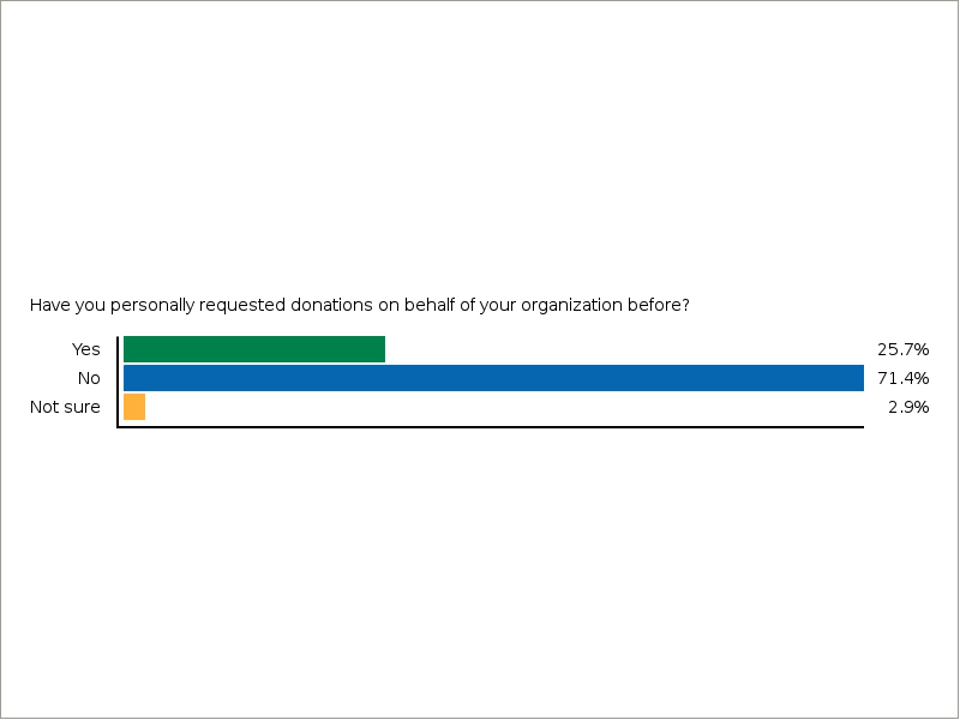 Have you personally requested donations on behalf of your organization before?
Yes 25.7%
No 71.4%
Not sure 2.9%